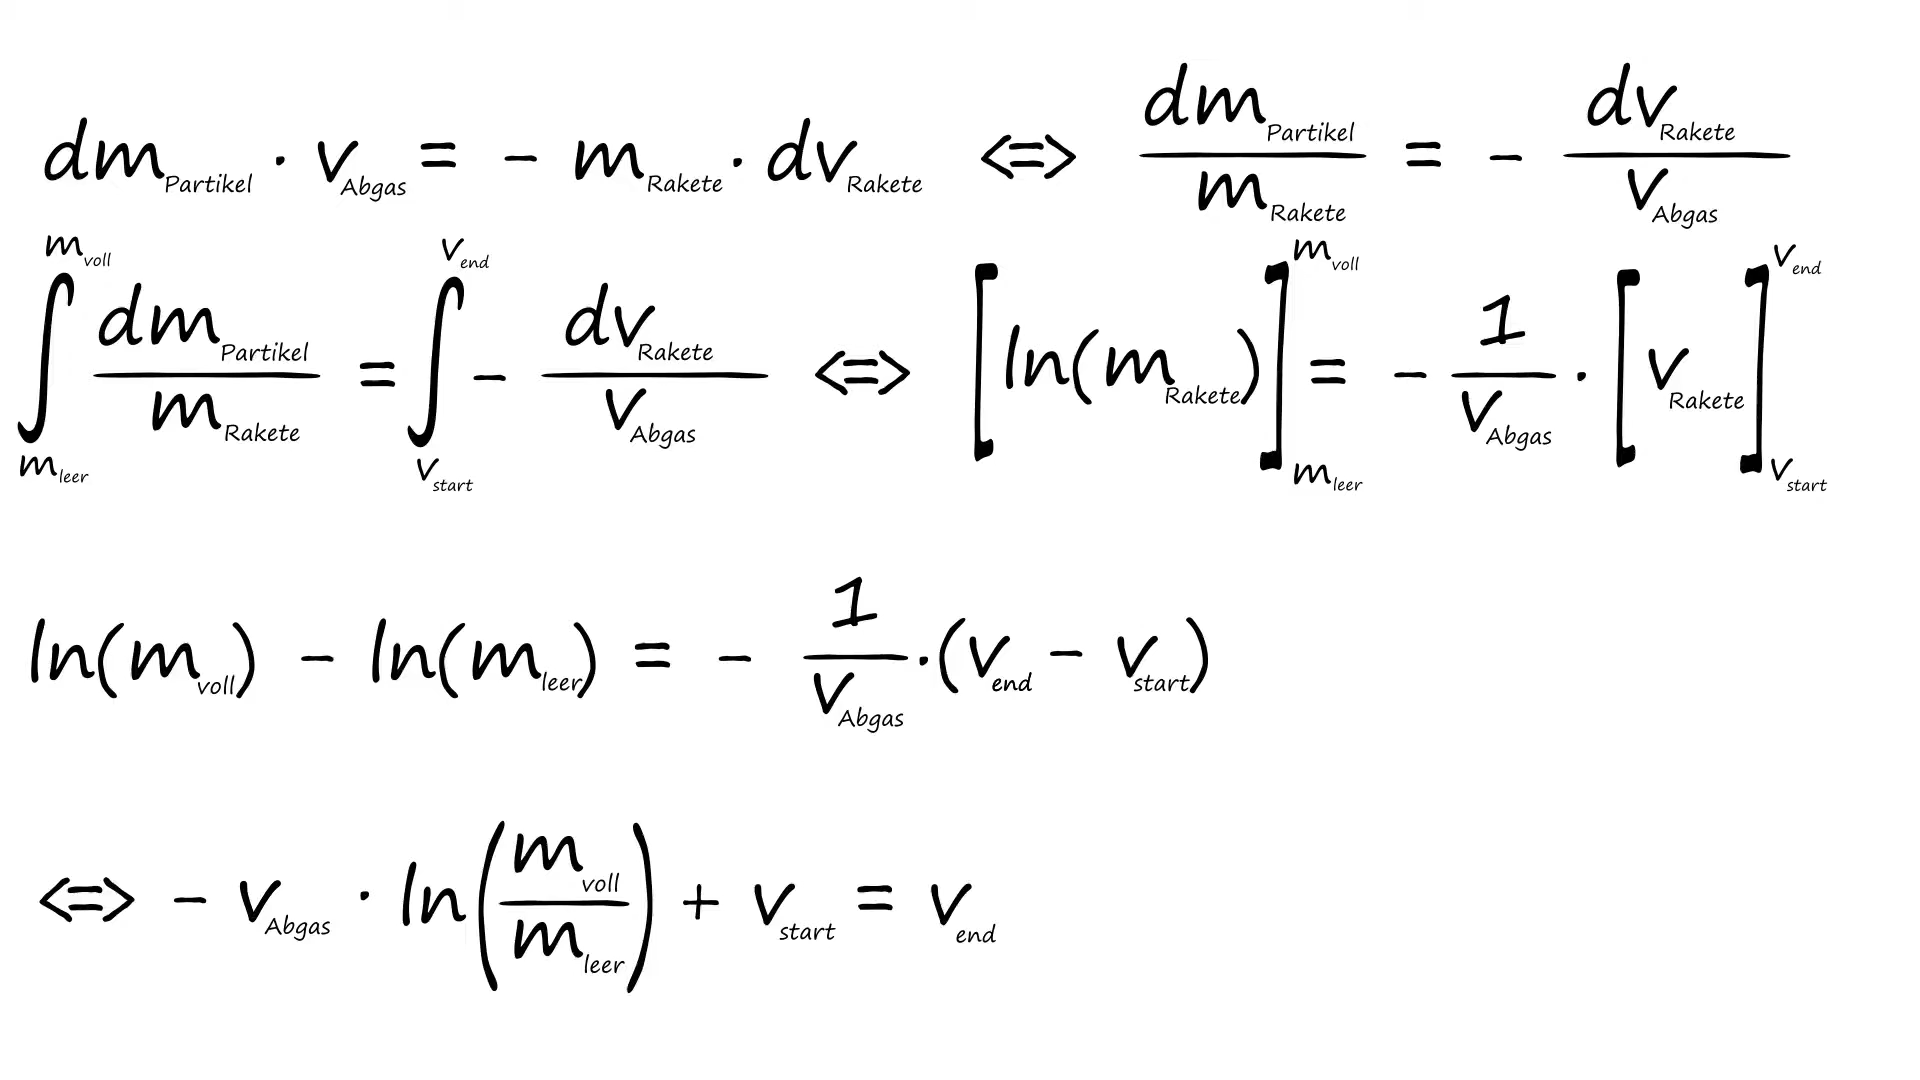 dm_Partikel · v_Abgas = - m_Rakete · dv_Rakete <=> dm_Partikel / m_Rakete = - dv_Rakete / v_Abgas
∫_{m_leer}^{m_voll} dm_Partikel / m_Rakete = ∫_{v_start}^{v_end} - dv_Rakete / v_Abgas <=> [ln(m_Rakete)]_{m_leer}^{m_voll} = - 1 / v_Abgas · [v_Rakete]_{v_start}^{v_end}
ln(m_voll) - ln(m_leer) = - 1 / v_Abgas · (v_end - v_start)
<=> - v_Abgas · ln(m_voll / m_leer) + v_start = v_end